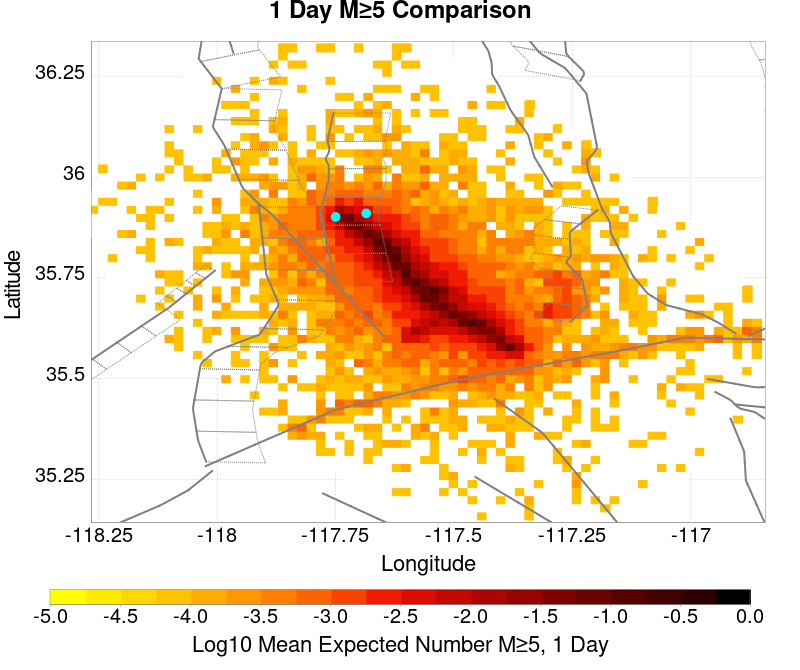 1 Day M≥5 Comparison
36.25
36
35.75
35.5
35.25
Latitude
-118.25 -118 -117.75 -117.5 -117.25 -117
Longitude
-5.0 -4.5 -4.0 -3.5 -3.0 -2.5 -2.0 -1.5 -1.0 -0.5 0.0
Log10 Mean Expected Number M≥5, 1 Day